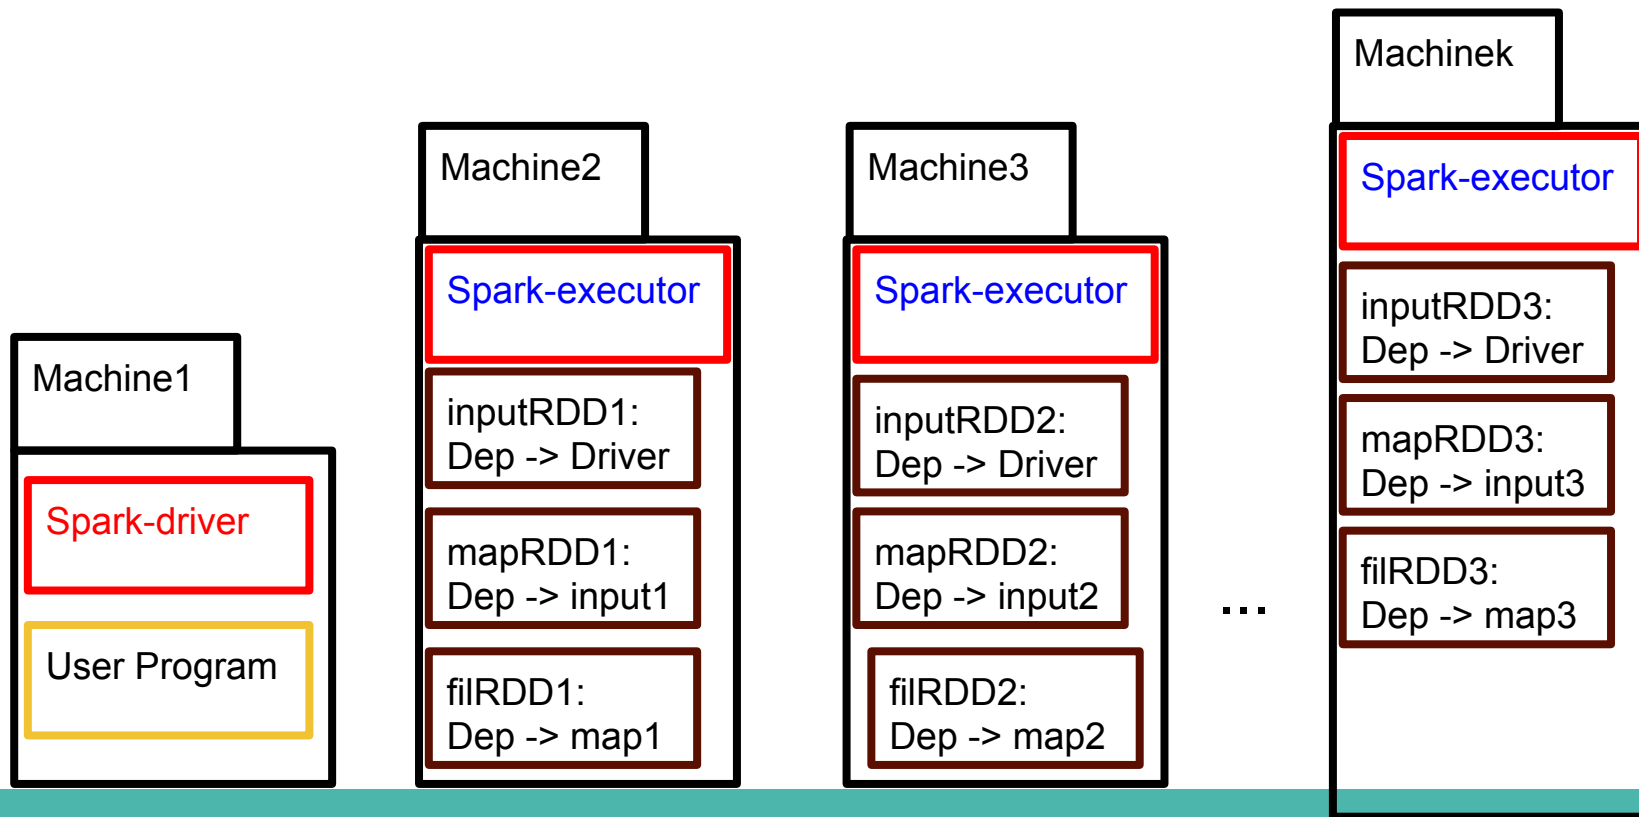 Machine1
Spark-driver
User Program
Machine2
Spark-executor
inputRDD1:
Dep -> Driver
mapRDD1:
Dep -> input1
filRDD1:
Dep -> map1
Machine3
Spark-executor
inputRDD2:
Dep -> Driver
mapRDD2:
Dep -> input2
filRDD2:
Dep -> map2
...
Machinek
Spark-executor
inputRDD3:
Dep -> Driver
mapRDD3:
Dep -> input3
filRDD3:
Dep -> map3